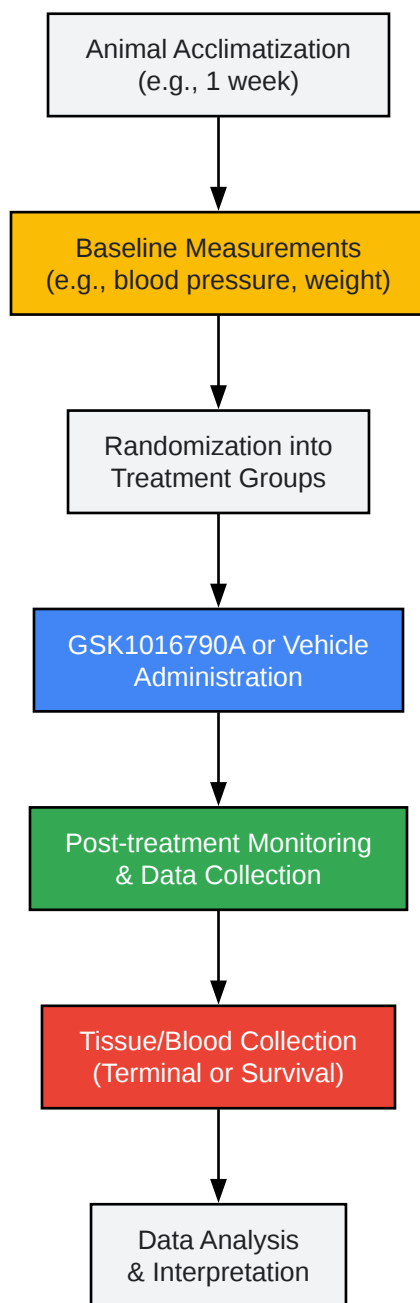 Animal Acclimatization
(e.g., 1 week)
Baseline Measurements
(e.g., blood pressure, weight)
Randomization into
Treatment Groups
GSK1016790A or Vehicle
Administration
Post-treatment Monitoring
& Data Collection
Tissue/Blood Collection
(Terminal or Survival)
Data Analysis
& Interpretation